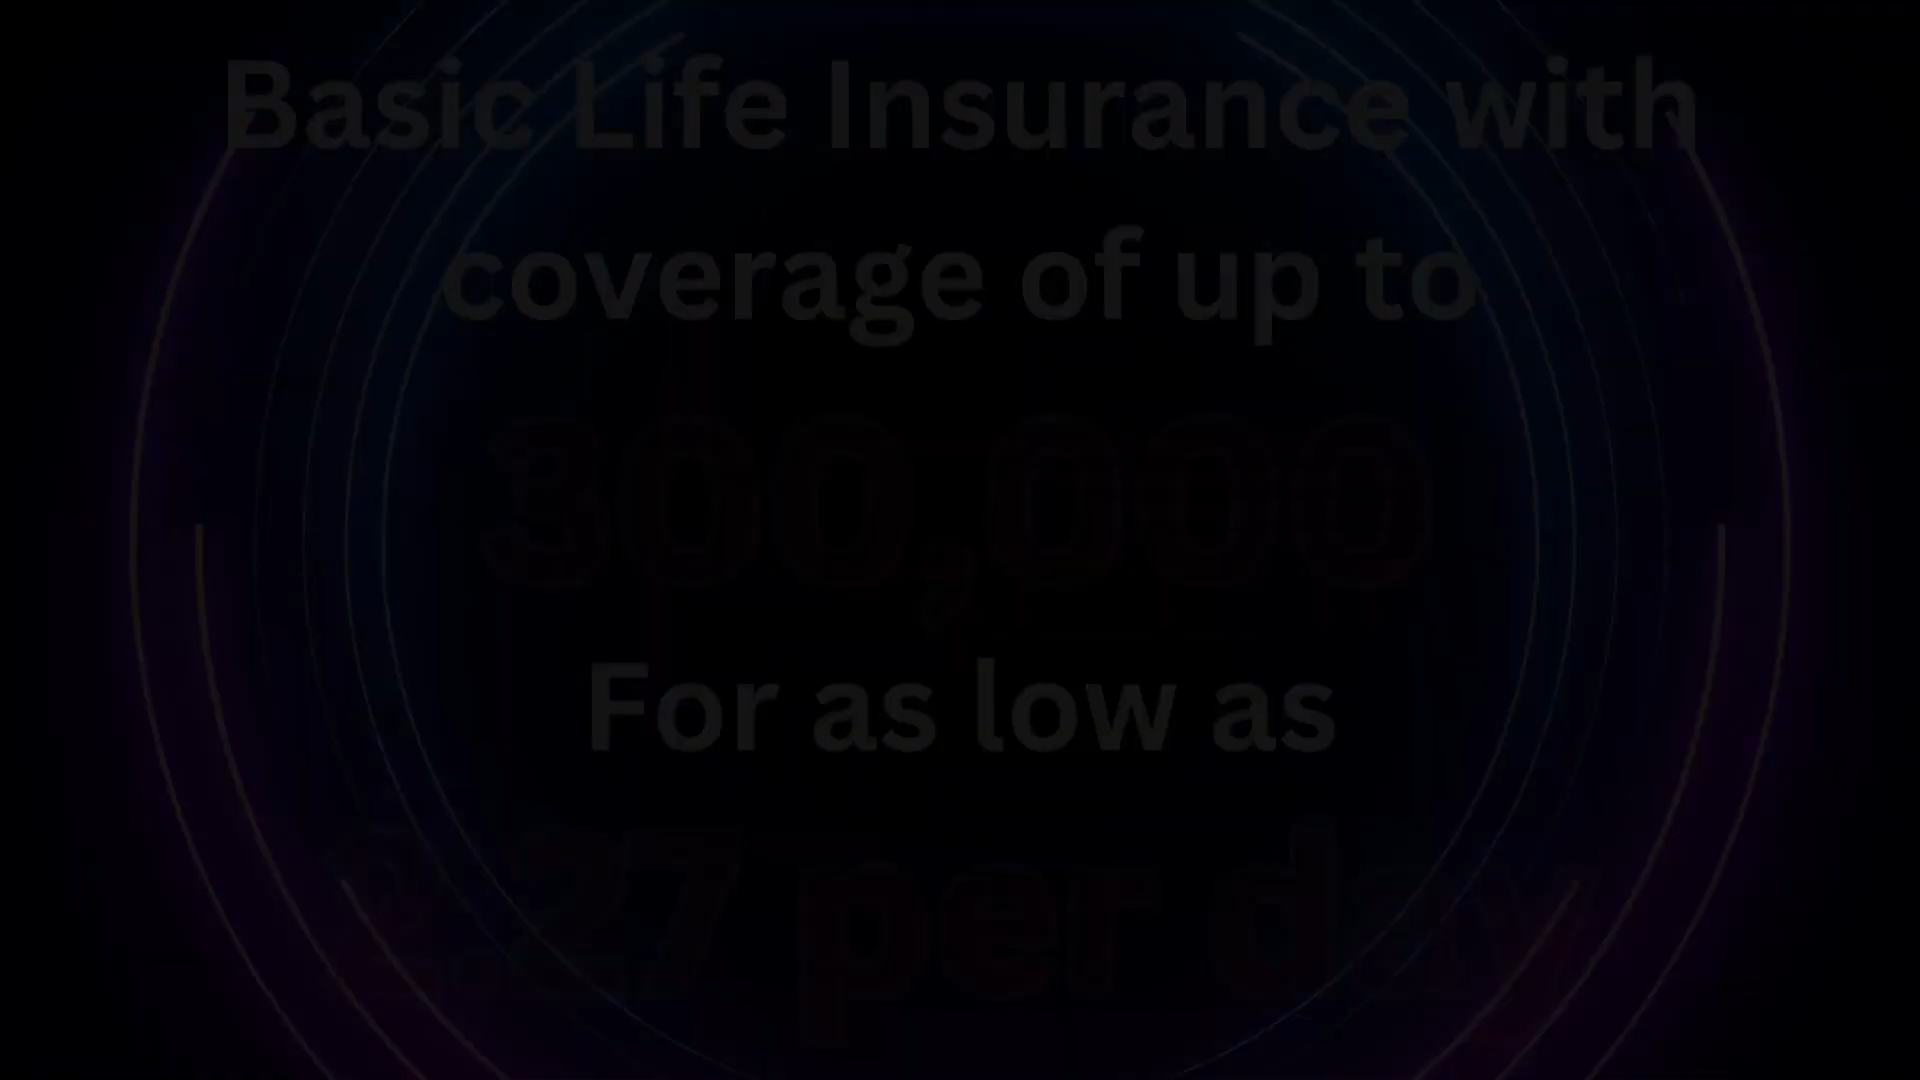 Basic Life Insurance with
coverage of up to
300,000
For as low as
27 per day